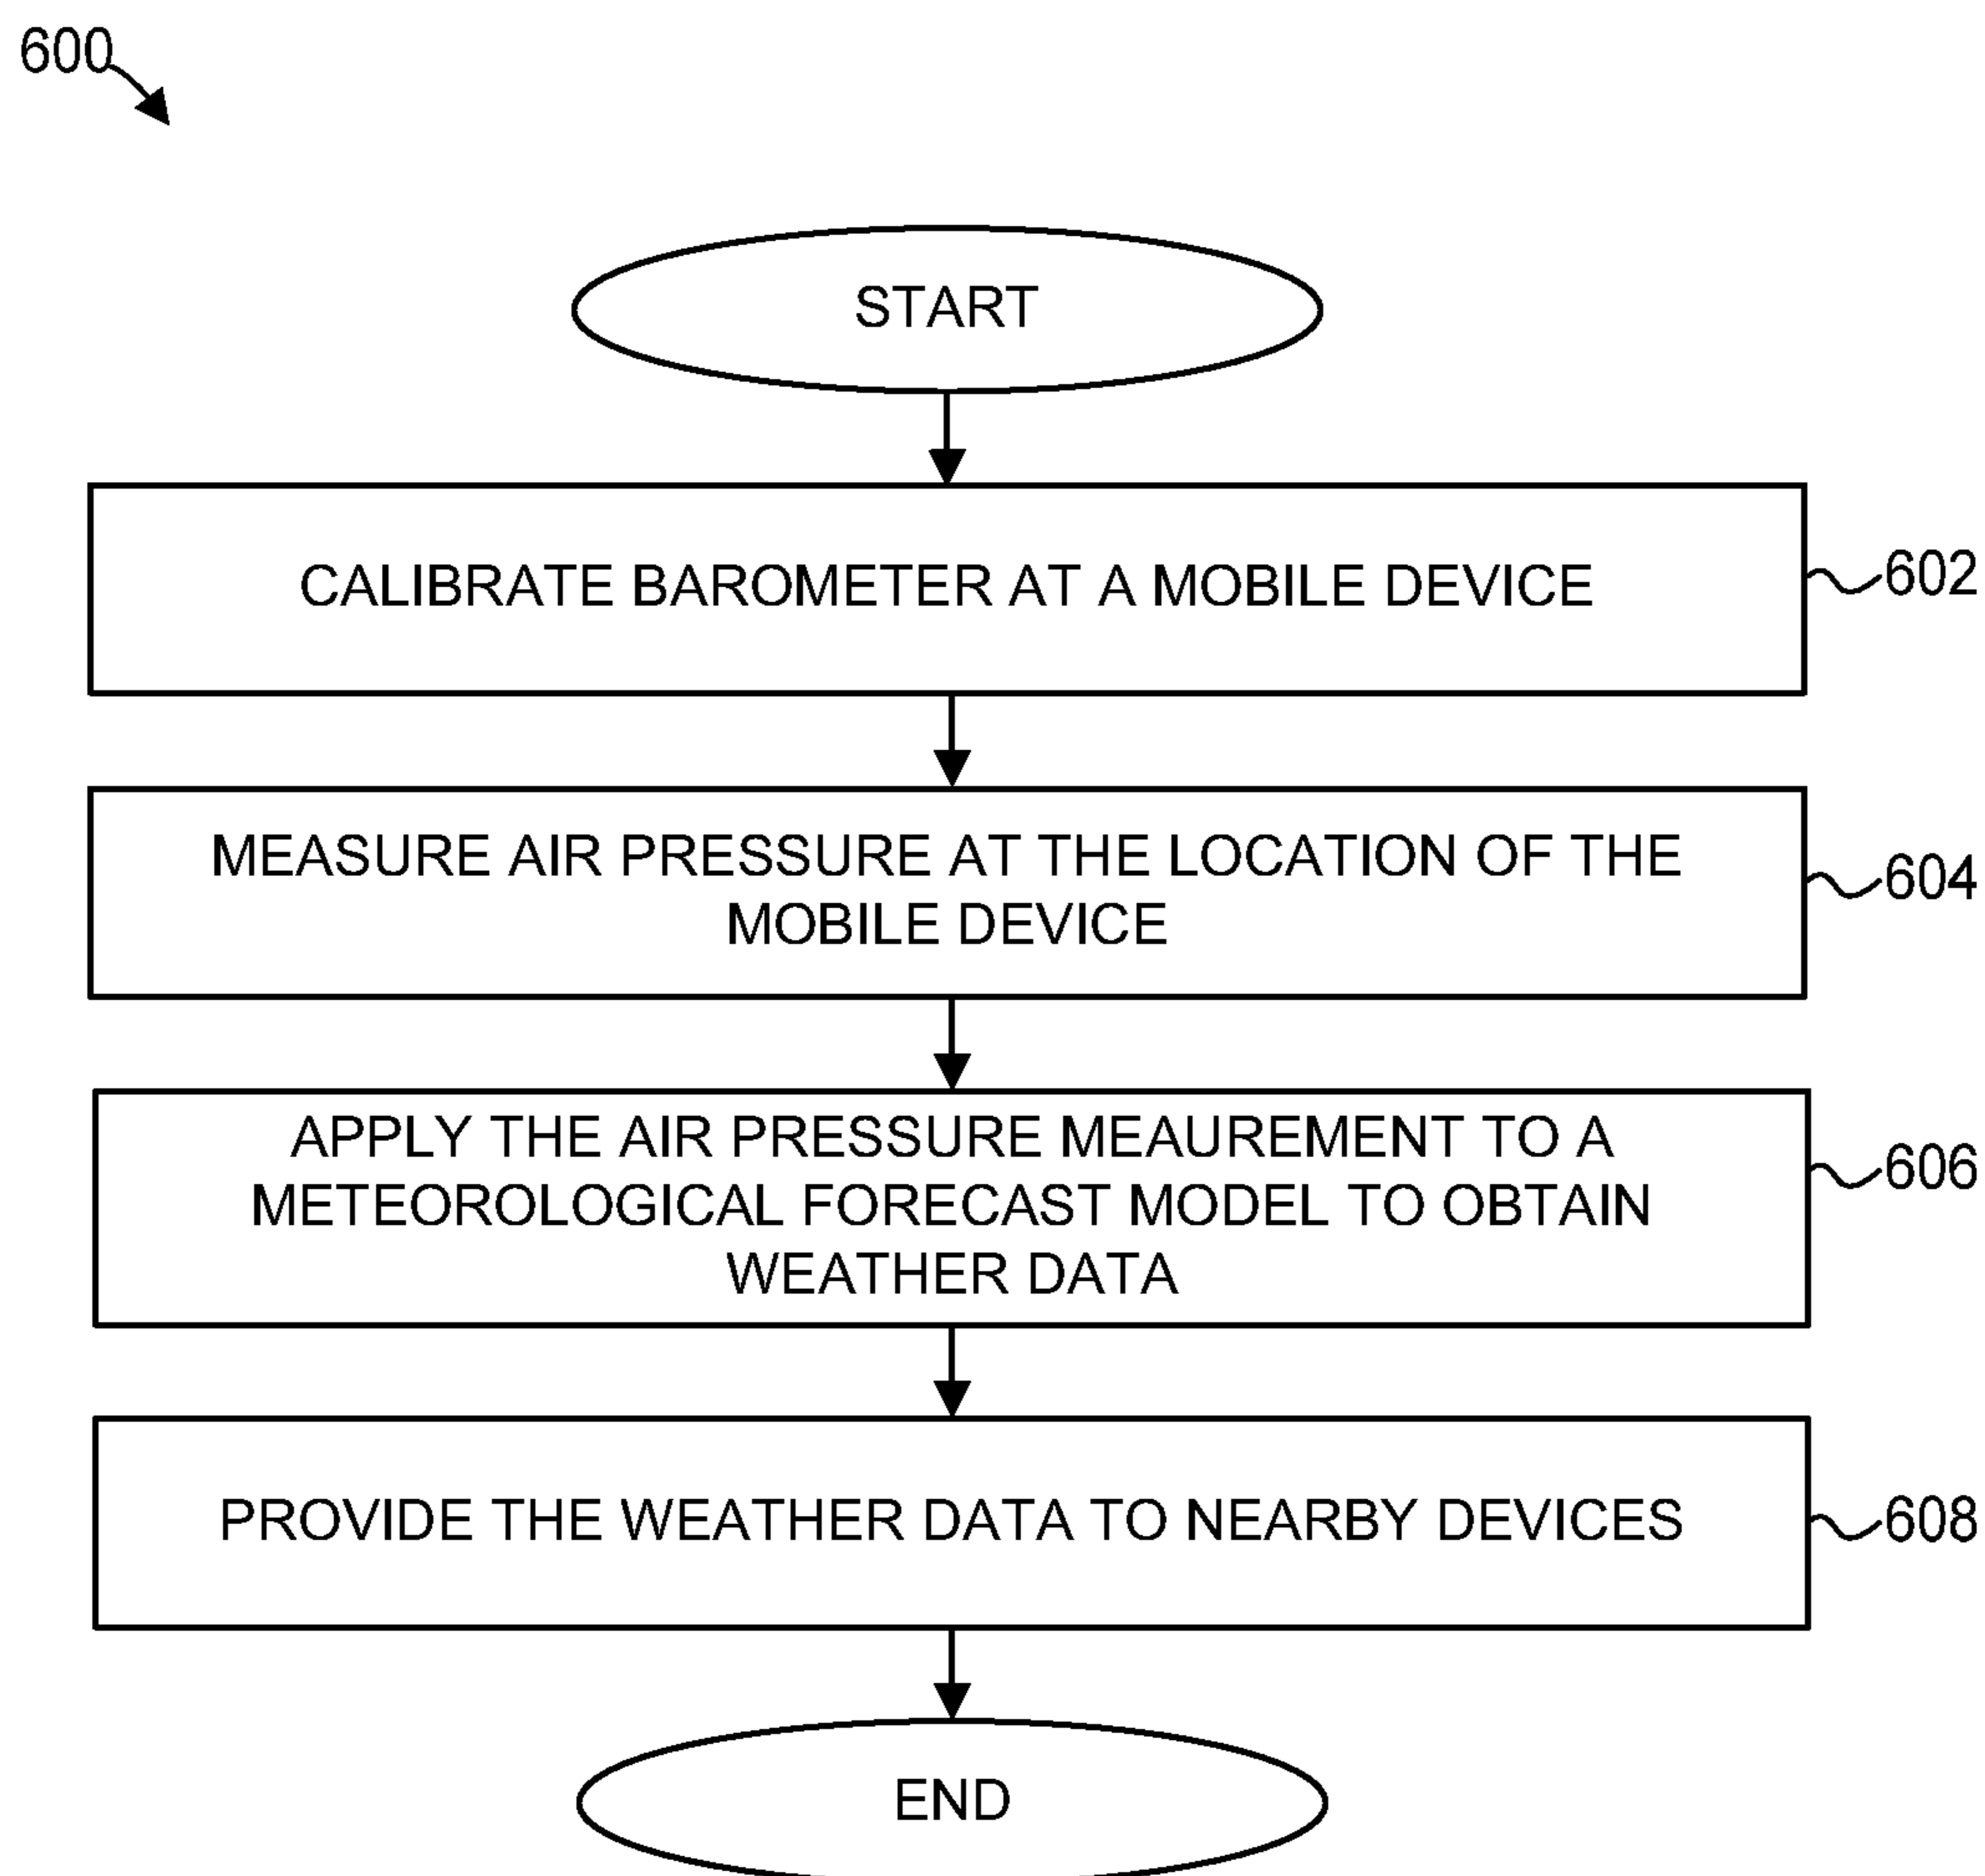 600
START
CALIBRATE BAROMETER AT A MOBILE DEVICE
602
MEASURE AIR PRESSURE AT THE LOCATION OF THE
MOBILE DEVICE
604
APPLY THE AIR PRESSURE MEAUREMENT TO A
METEOROLOGICAL FORECAST MODEL TO OBTAIN
WEATHER DATA
606
PROVIDE THE WEATHER DATA TO NEARBY DEVICES
608
END